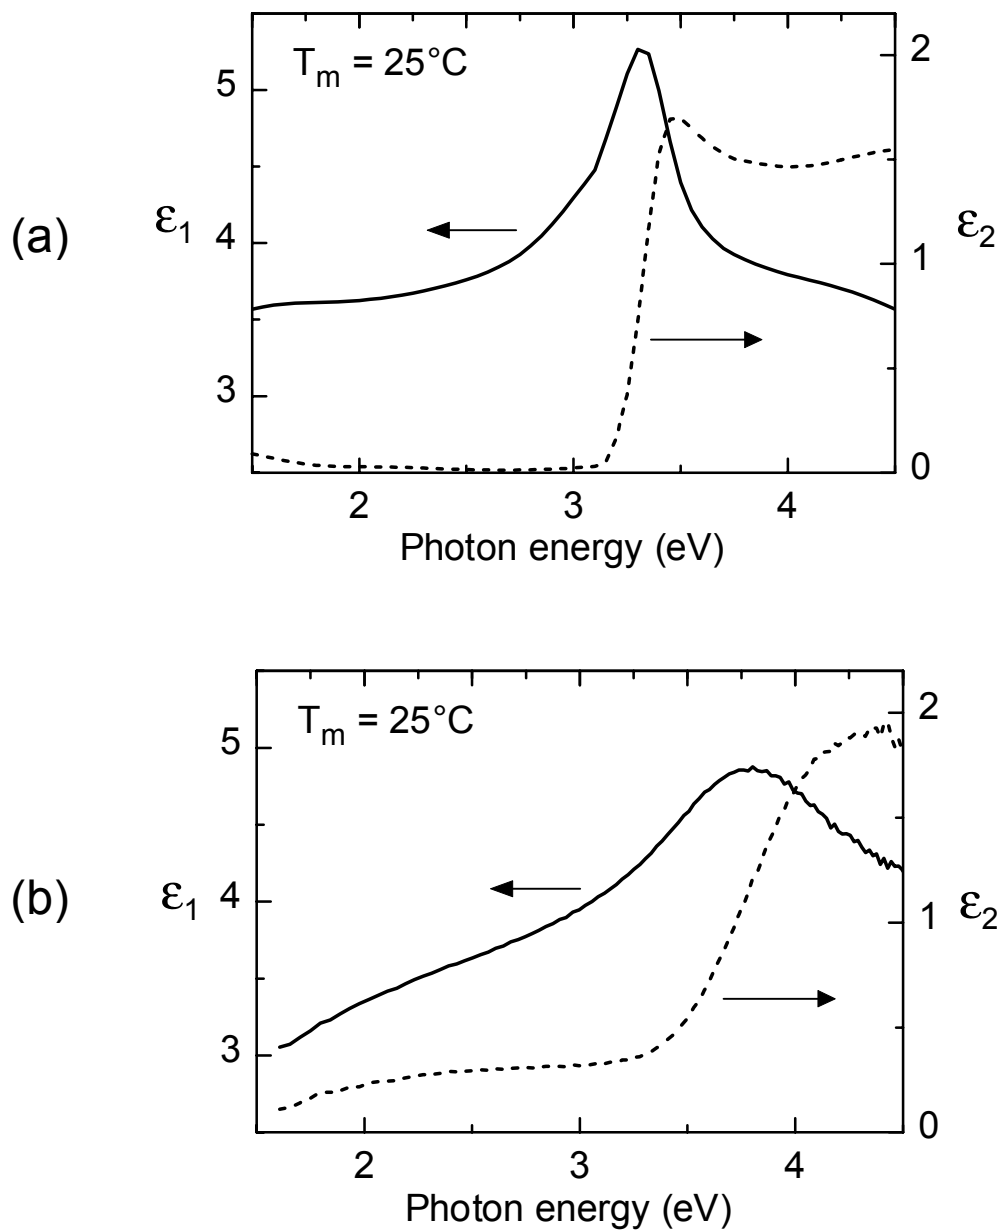 T_m = 25°C
5
4
3
2
1
0
(a)
ε₁
ε₂
2
3
4
Photon energy (eV)
T_m = 25°C
5
4
3
2
1
0
(b)
ε₁
ε₂
2
3
4
Photon energy (eV)